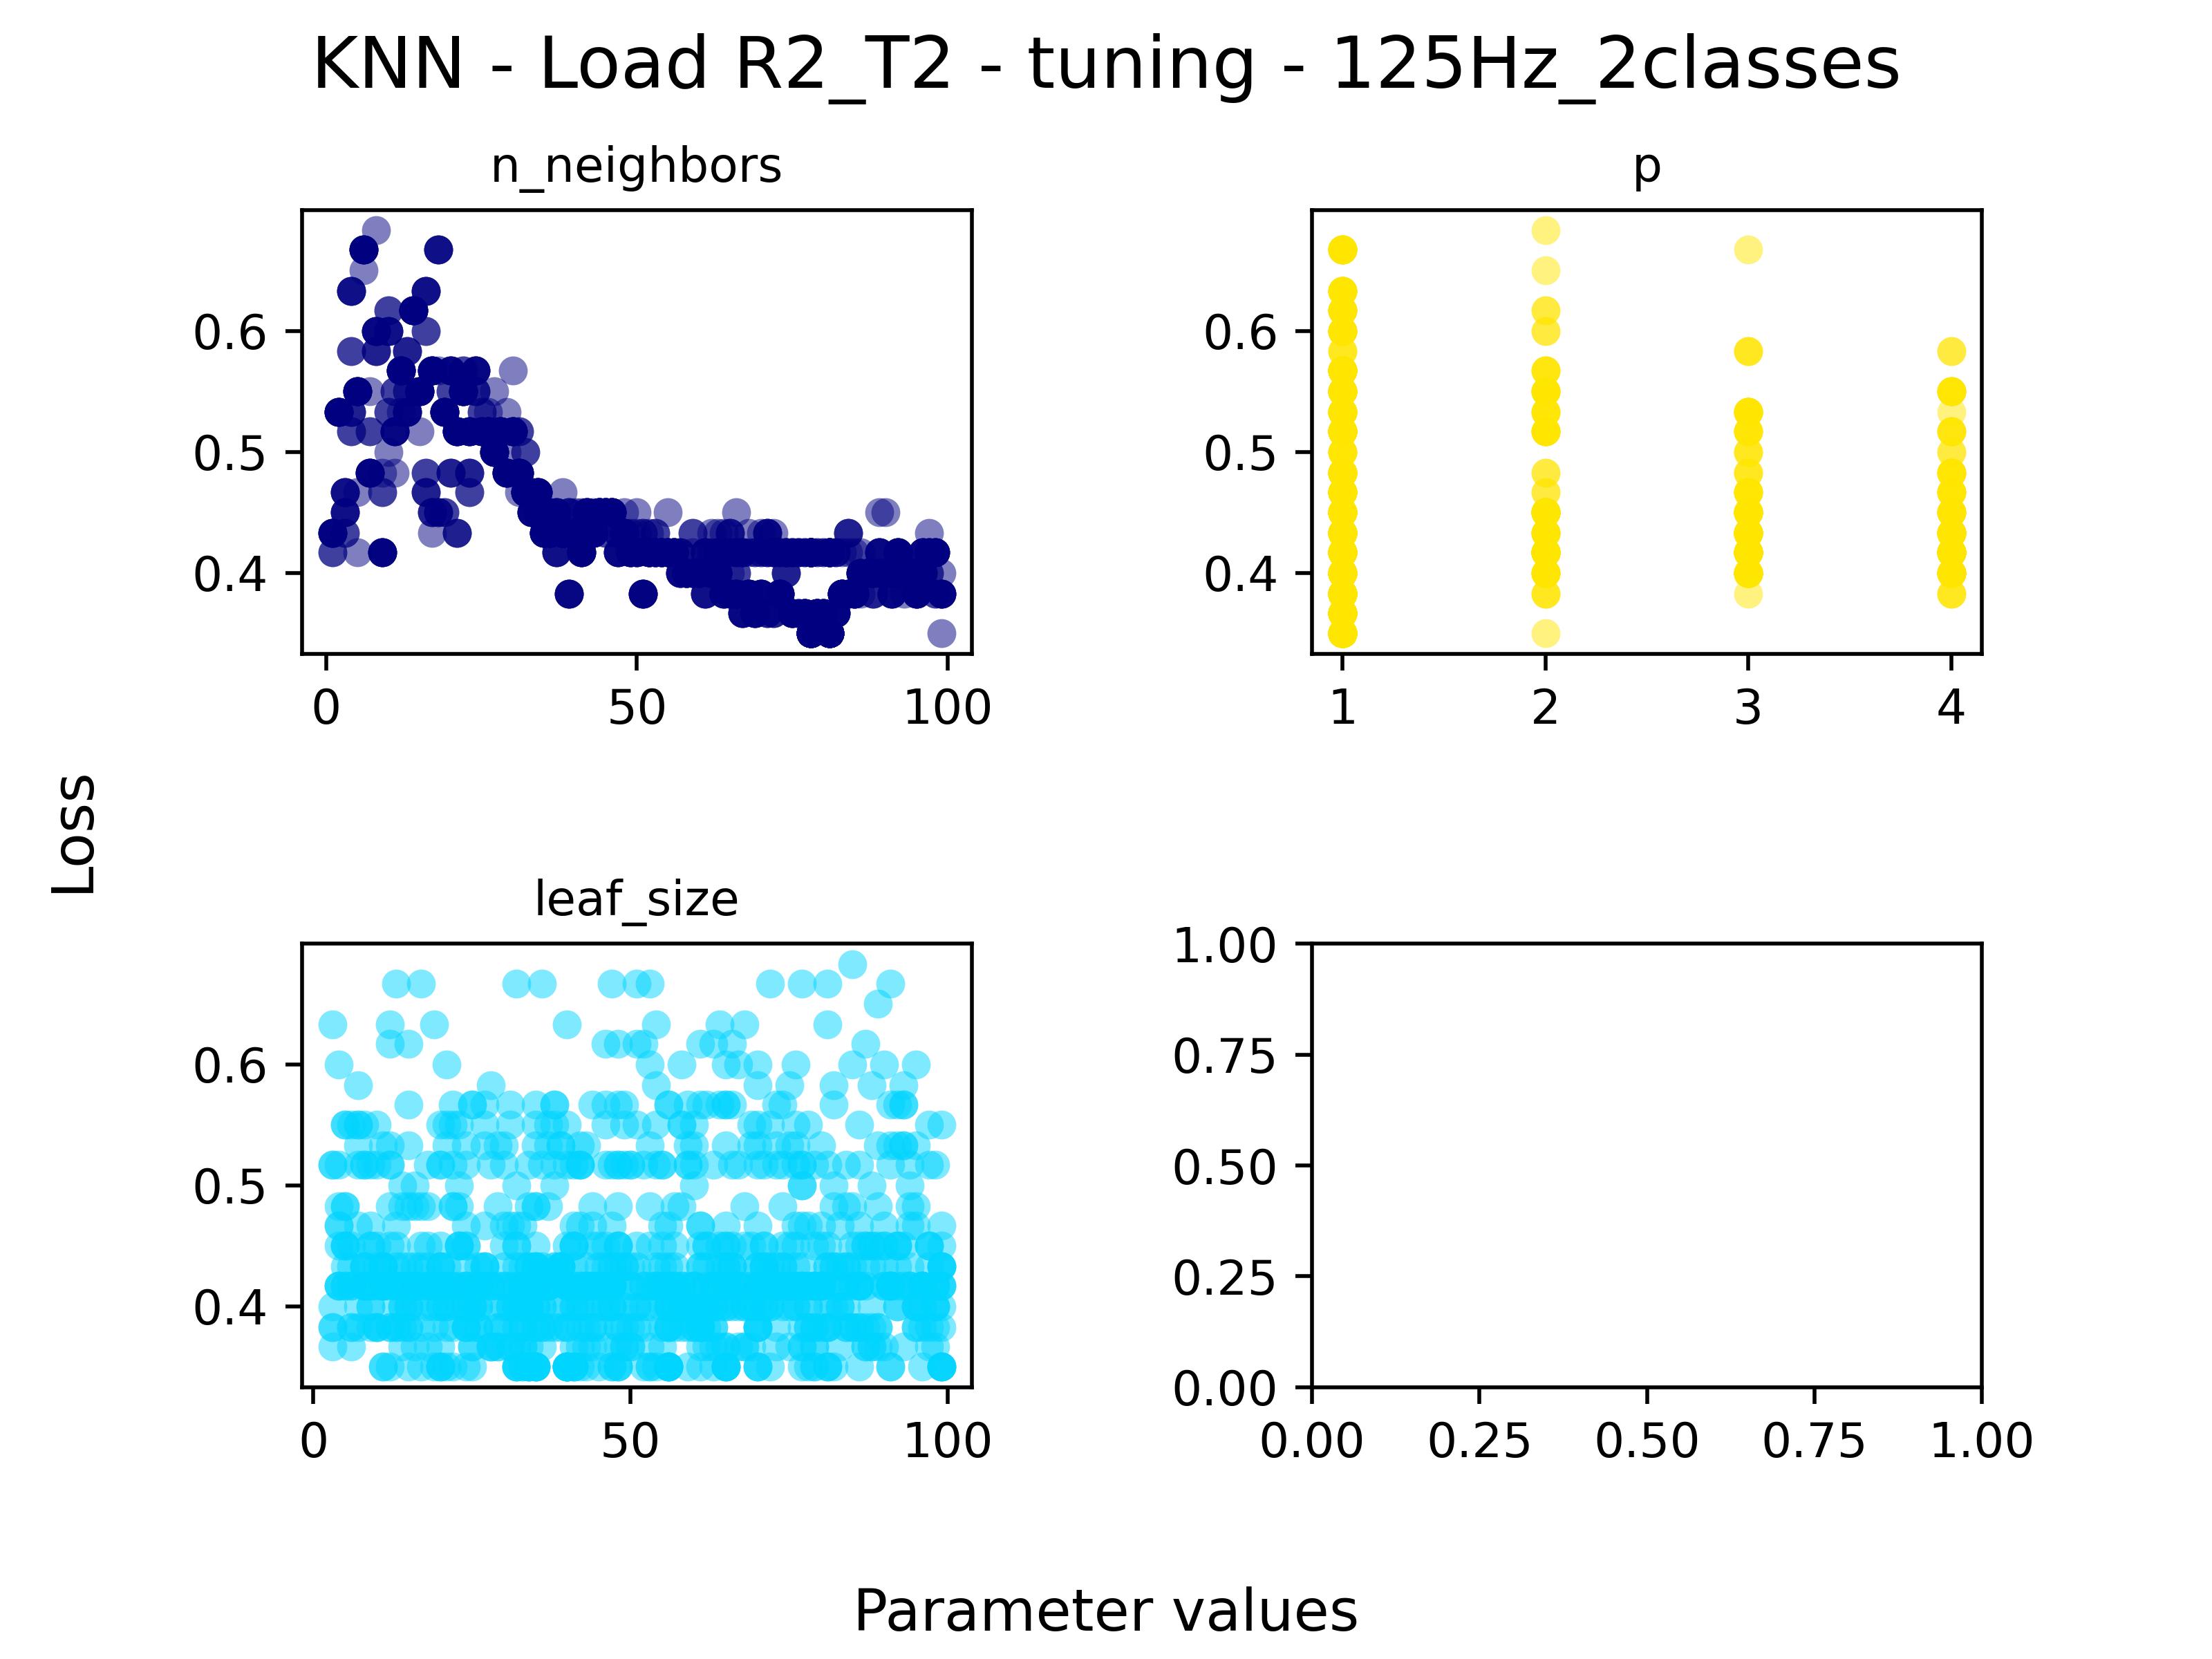 KNN - Load R2_T2 - tuning - 125Hz_2classes
n_neighbors
0.6
0.5
0.4
0 50 100
p
0.6
0.5
0.4
1 2 3 4
Loss
leaf_size
0.6
0.5
0.4
0 50 100
1.00
0.75
0.50
0.25
0.00
0.00 0.25 0.50 0.75 1.00
Parameter values